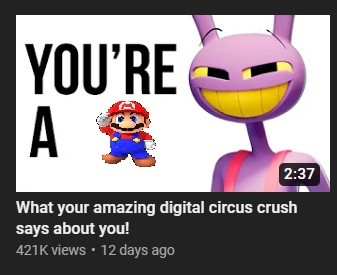 YOU'RE
A
2:37
What your amazing digital circus crush
says about you!
421K views • 12 days ago